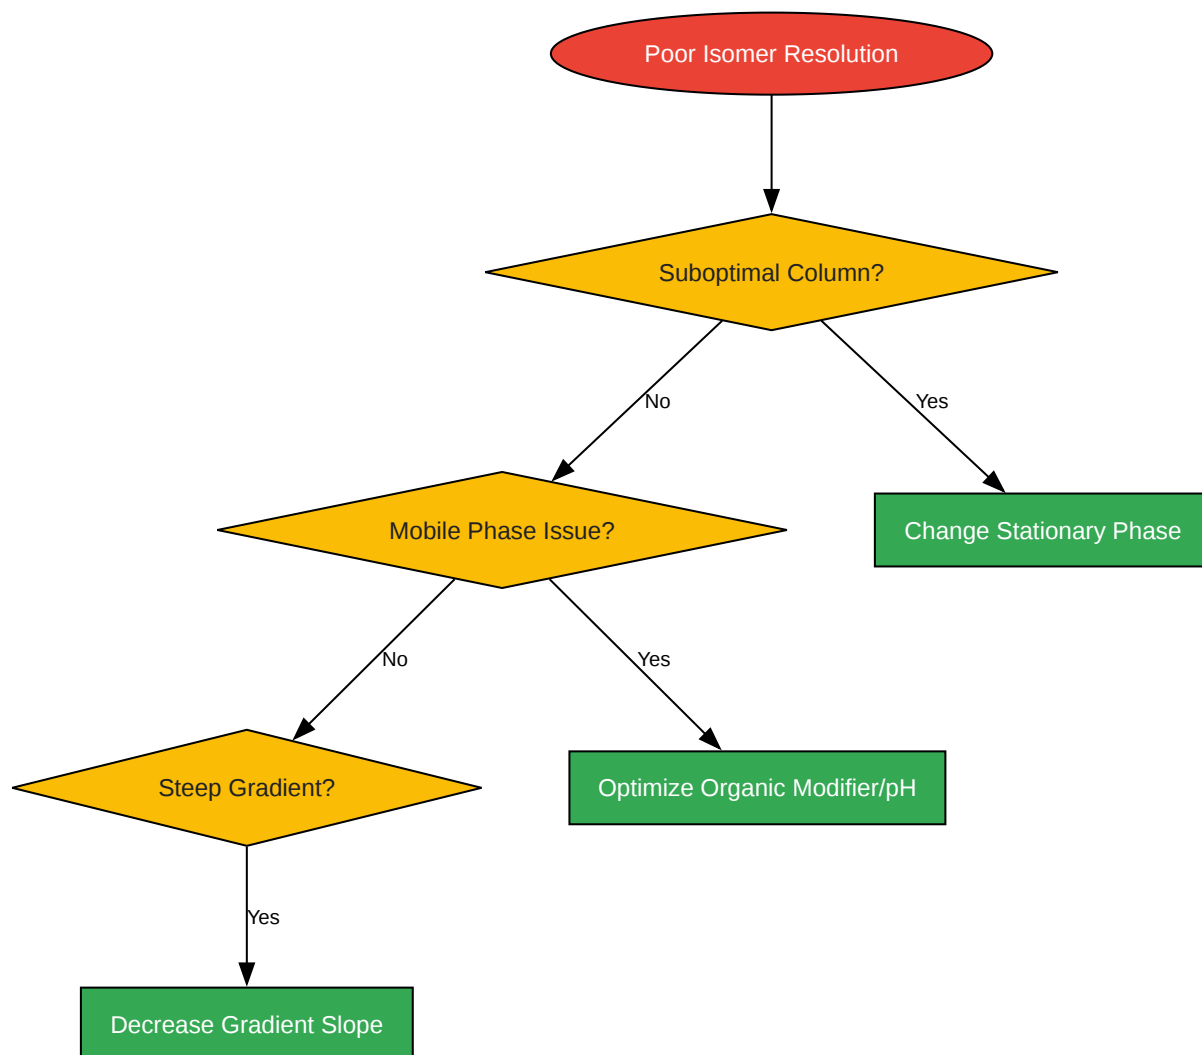 Poor Isomer Resolution
Suboptimal Column?
No
Yes
Mobile Phase Issue?
Change Stationary Phase
No
Yes
Steep Gradient?
Optimize Organic Modifier/pH
Yes
Decrease Gradient Slope